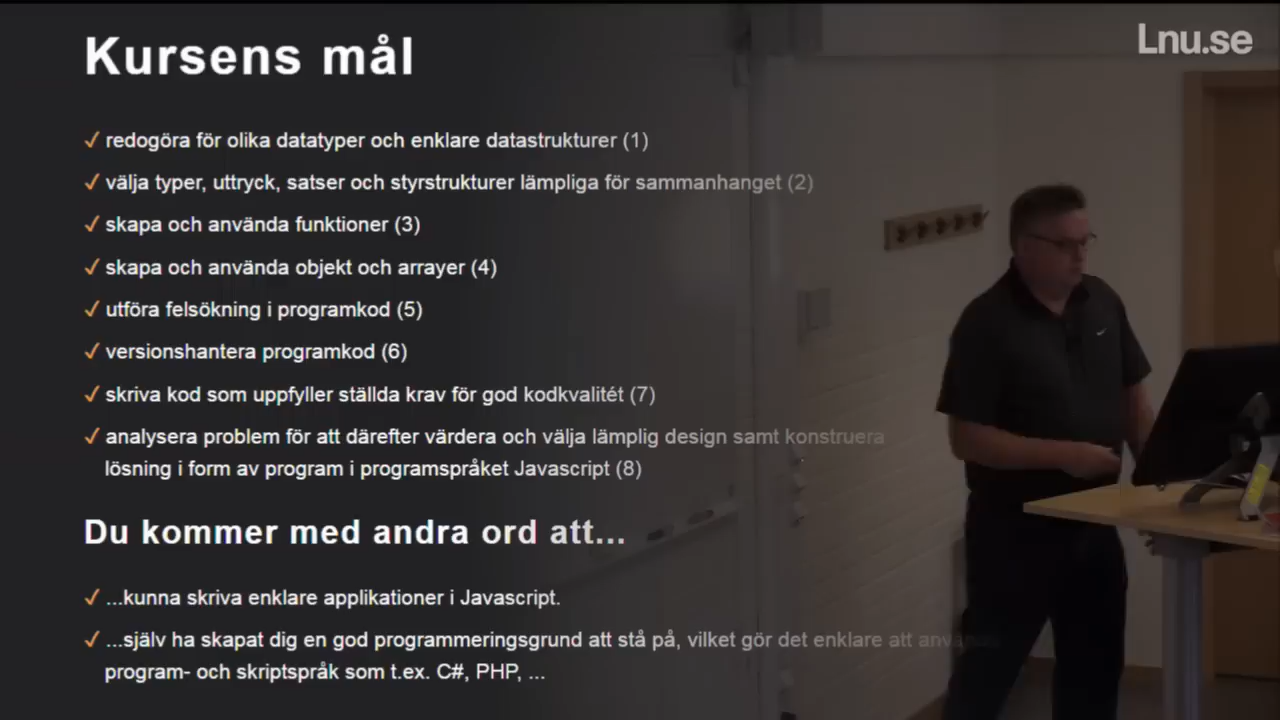 Kursens mål
Lnu.se
✓ redogöra för olika datatyper och enklare datastrukturer (1)
✓ välja typer, uttryck, satser och styrstrukturer lämpliga för sammanhanget (2)
✓ skapa och använda funktioner (3)
✓ skapa och använda objekt och arrayer (4)
✓ utföra felsökning i programkod (5)
✓ versionshantera programkod (6)
✓ skriva kod som uppfyller ställda krav för god kodkvalitét (7)
✓ analysera problem för att därefter värdera och välja lämplig design samt konstruera
lösning i form av program i programspråket Javascript (8)
Du kommer med andra ord att...
✓ ...kunna skriva enklare applikationer i Javascript.
✓ ...själv ha skapat dig en god programmeringsgrund att stå på, vilket gör det enklare att använda
program- och skriptspråk som t.ex. C#, PHP, ...